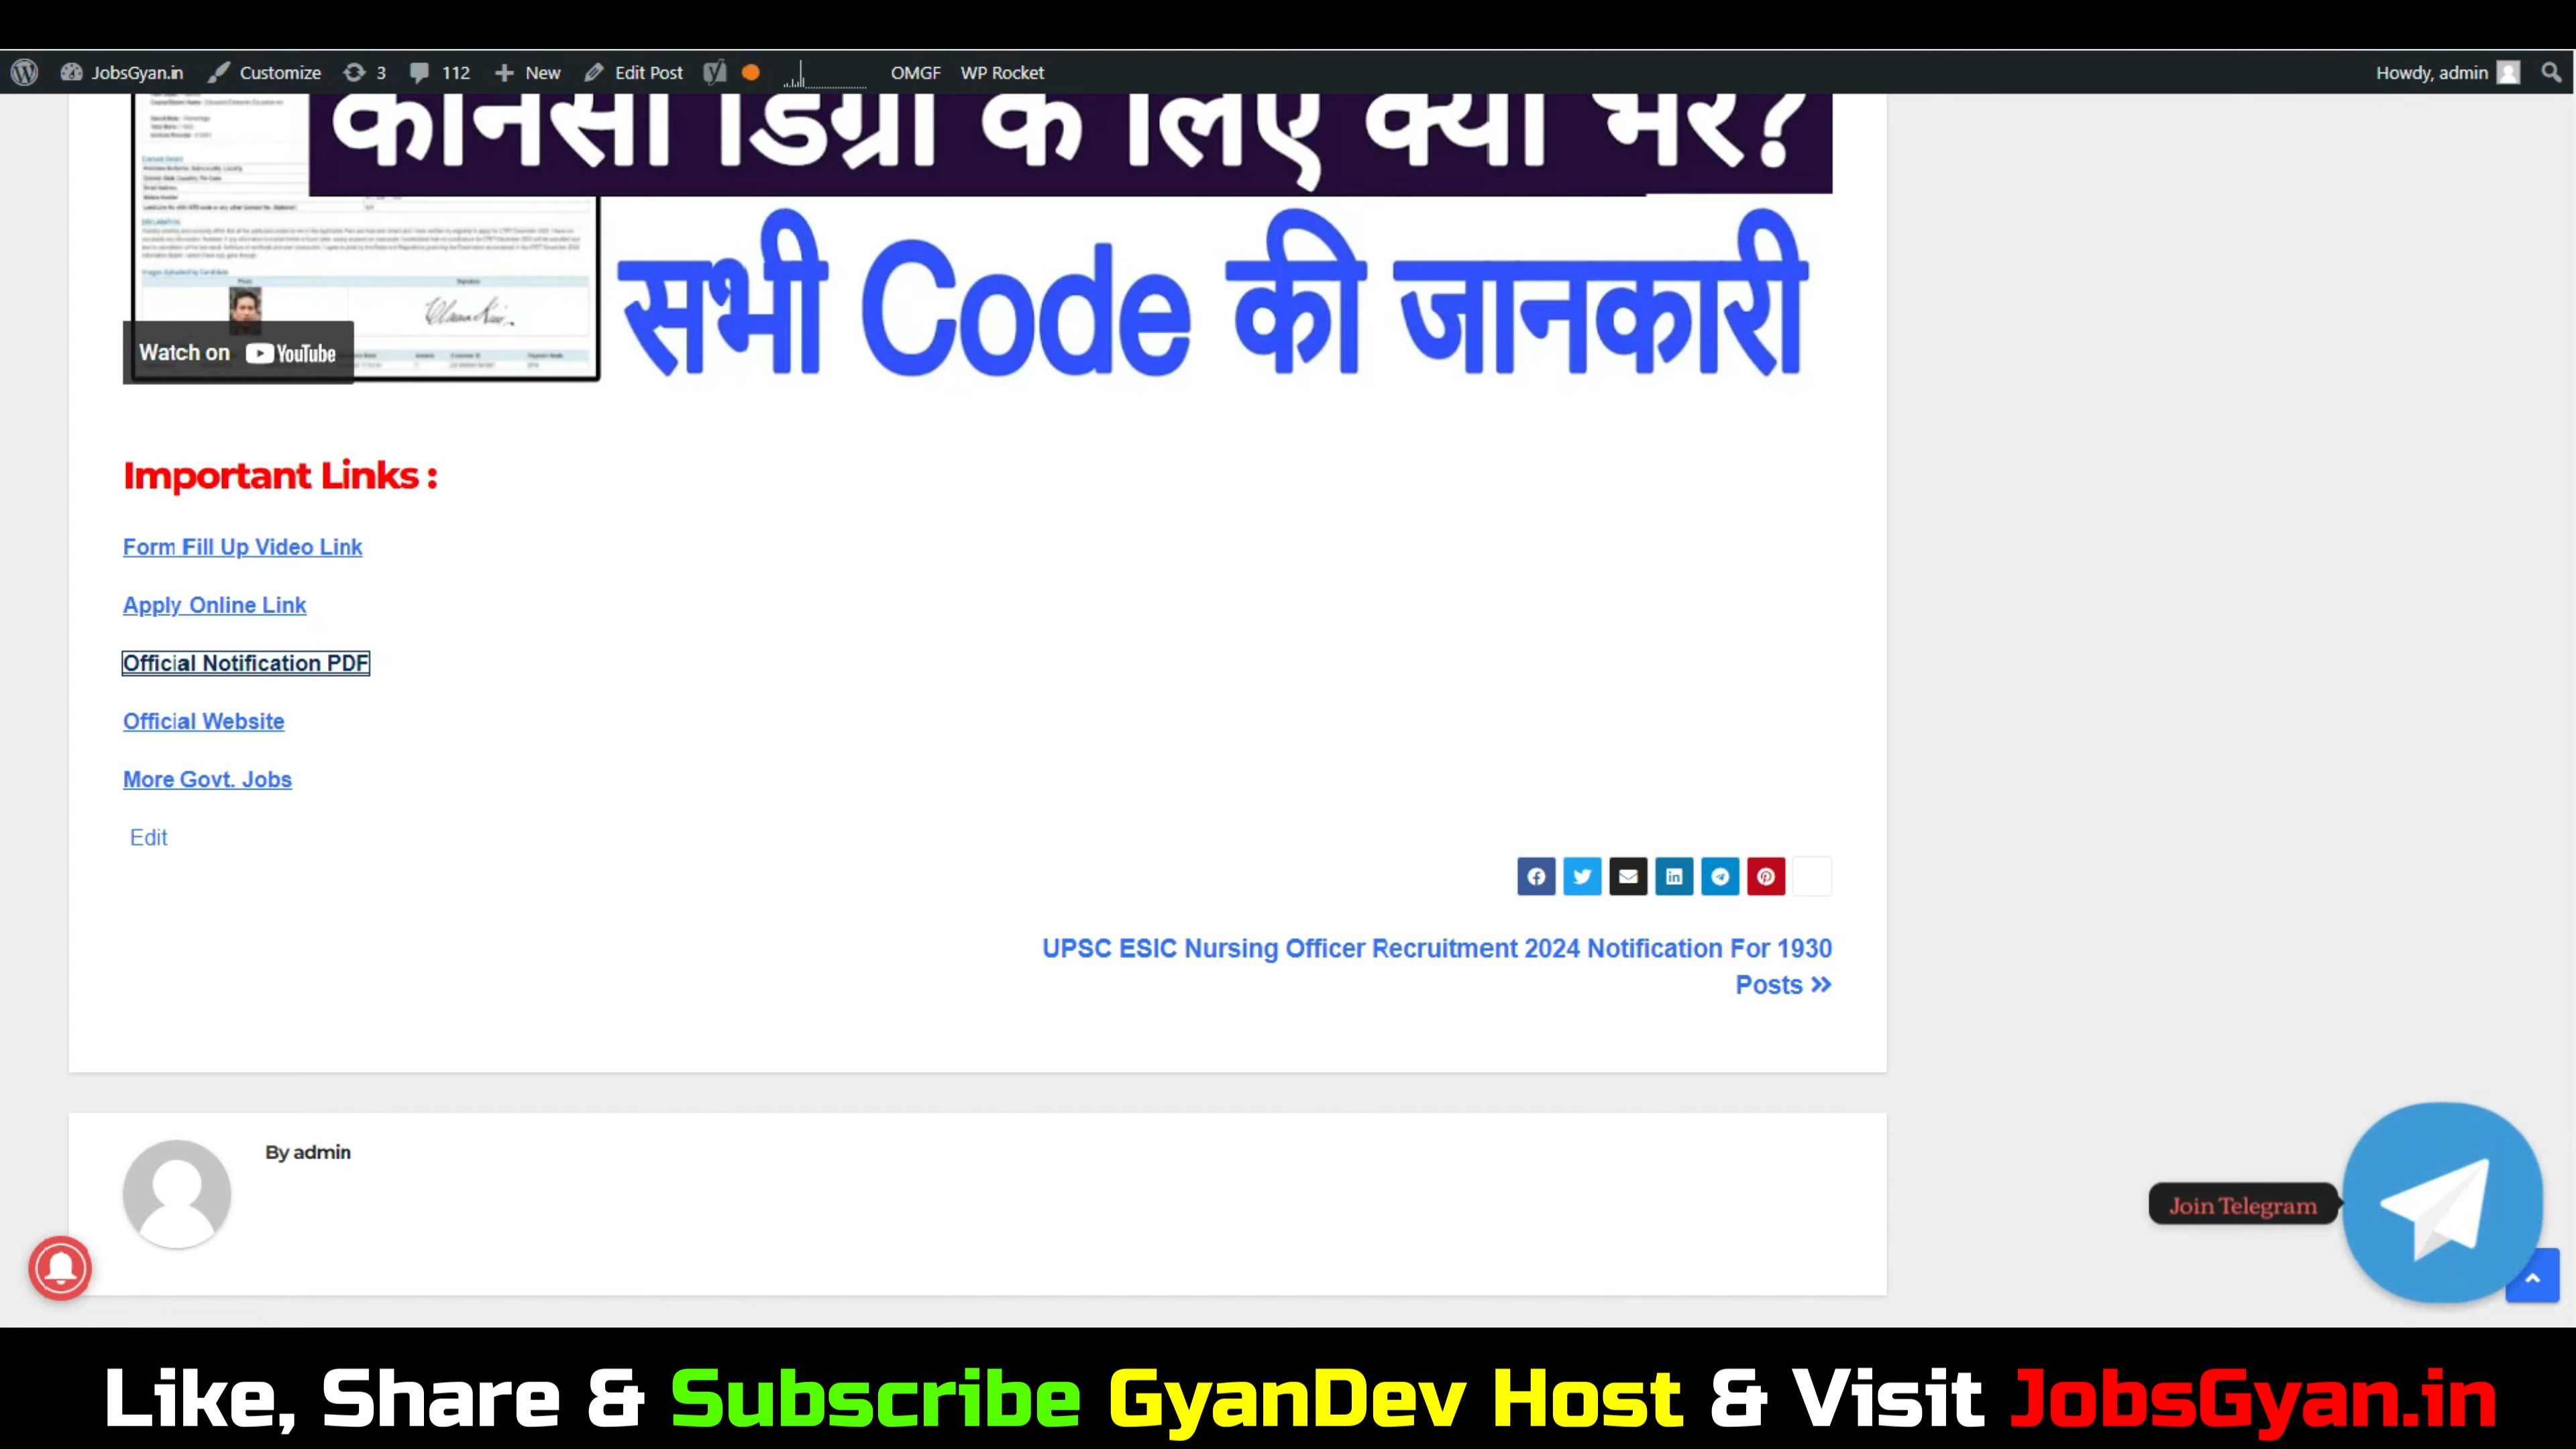 JobsGyan.in Customize 3 112 New Edit Post OMGF WP Rocket Howdy, admin
कौनसी डिग्री के लिए क्या भरें?
सभी Code की जानकारी
Watch on YouTube
Important Links :
Form Fill Up Video Link
Apply Online Link
Official Notification PDF
Official Website
More Govt. Jobs
Edit
UPSC ESIC Nursing Officer Recruitment 2024 Notification For 1930
Posts »
By admin
Join Telegram
Like, Share & Subscribe GyanDev Host & Visit JobsGyan.in